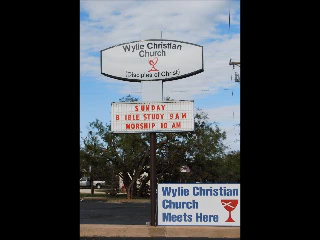 Wylie Christian
Church
(Disciples of Christ)
SUNDAY
BIBLE STUDY 9AM
WORSHIP 10 AM
Wylie Christian
Church
Meets Here